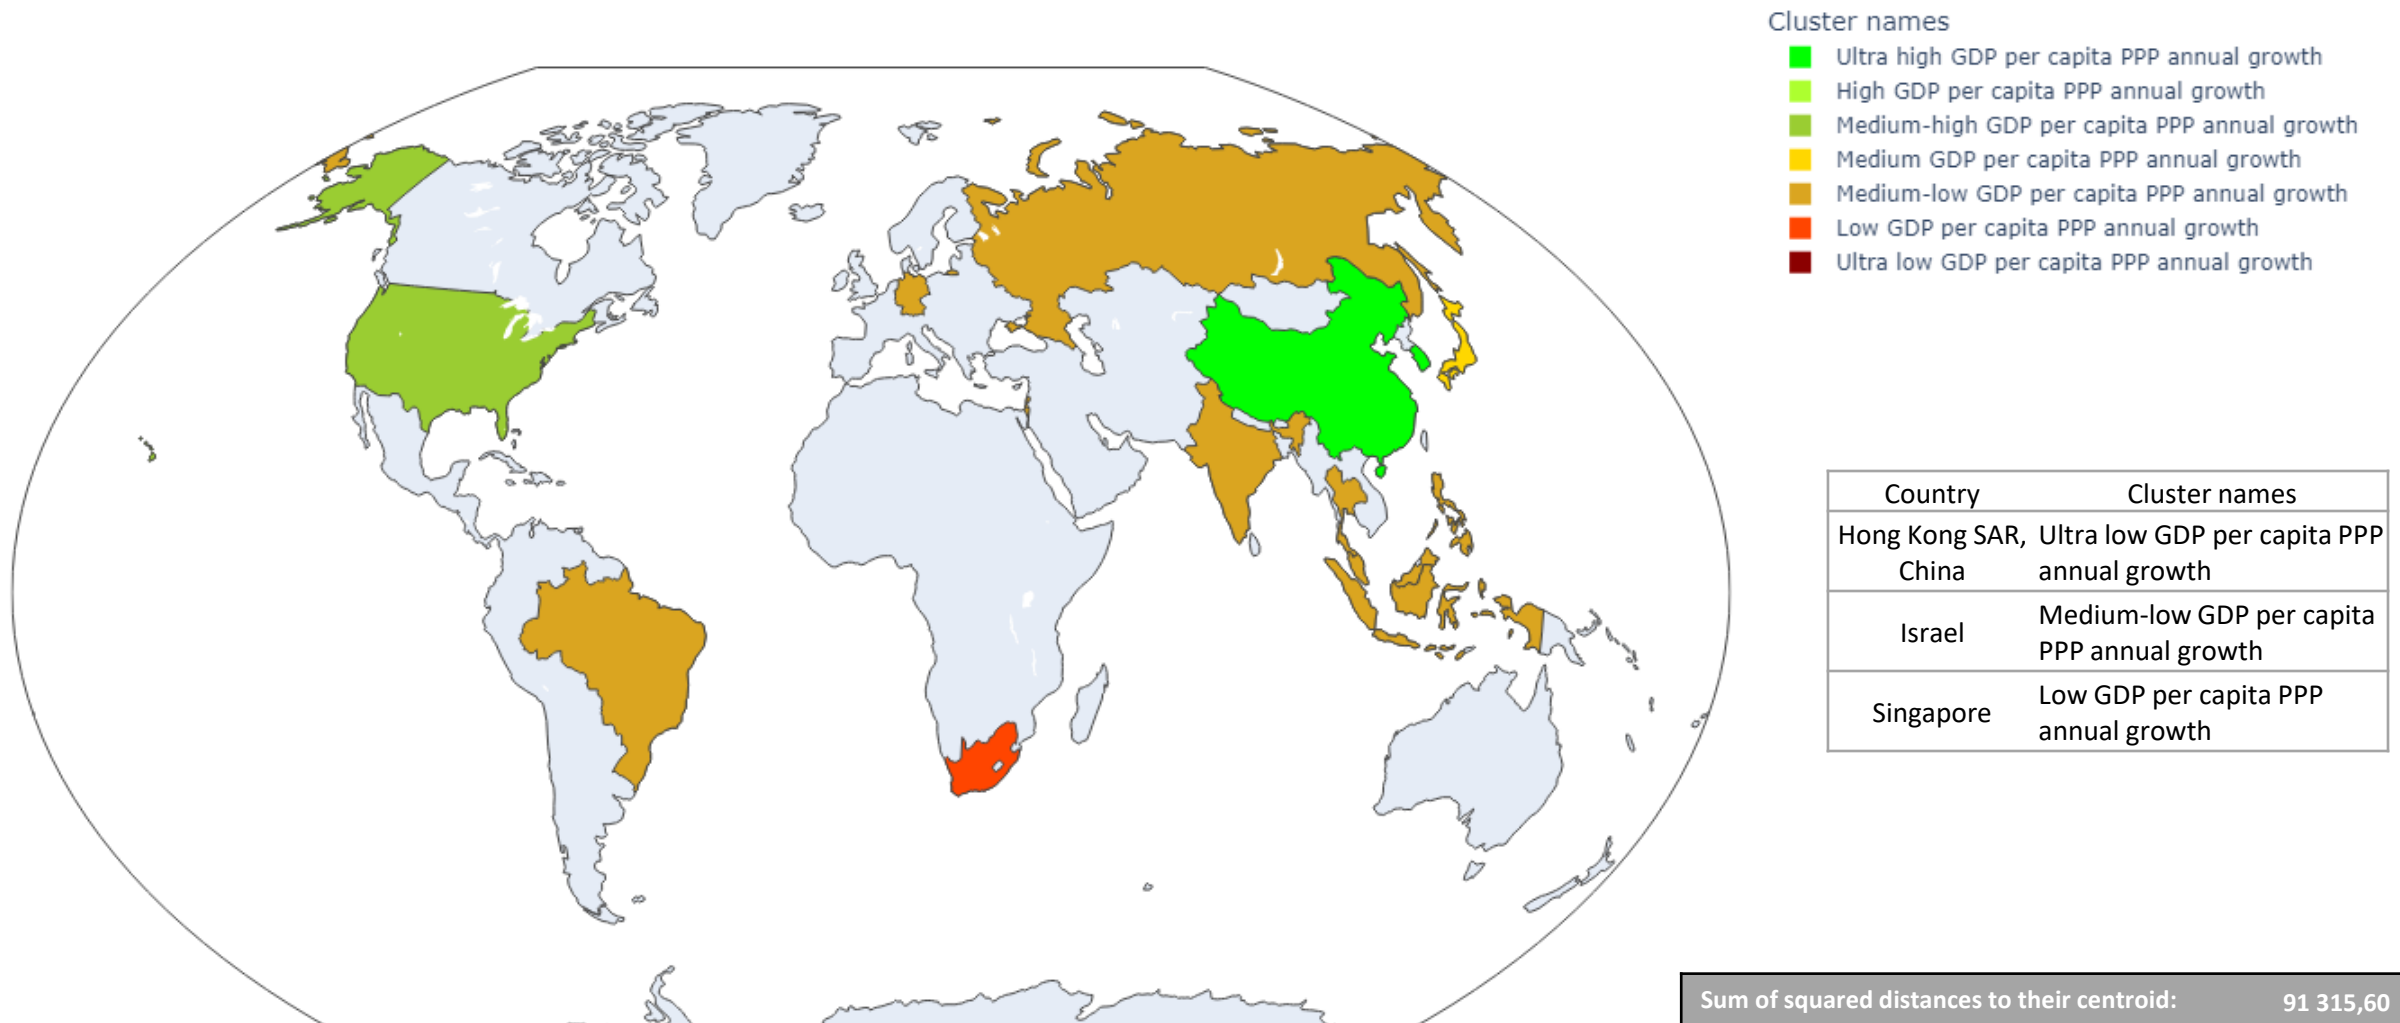 Cluster names
Ultra high GDP per capita PPP annual growth
High GDP per capita PPP annual growth
Medium-high GDP per capita PPP annual growth
Medium GDP per capita PPP annual growth
Medium-low GDP per capita PPP annual growth
Low GDP per capita PPP annual growth
Ultra low GDP per capita PPP annual growth
Country Cluster names
Hong Kong SAR, Ultra low GDP per capita PPP
China annual growth
Israel Medium-low GDP per capita
PPP annual growth
Singapore Low GDP per capita PPP
annual growth
Sum of squared distances to their centroid: 91 315,60